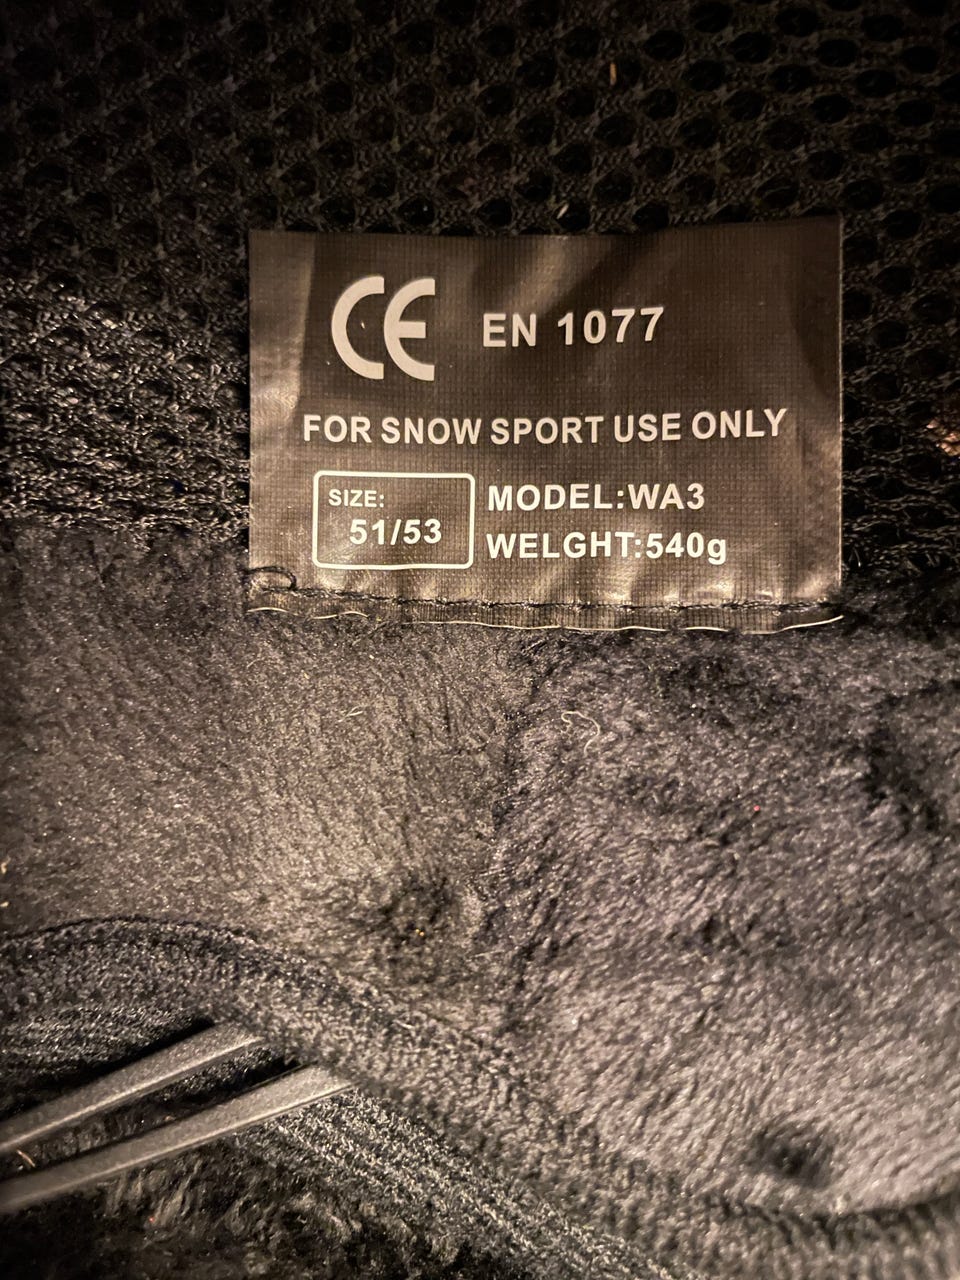 CE EN 1077
FOR SNOW SPORT USE ONLY
SIZE:
51/53
MODEL:WA3
WELGHT:540g